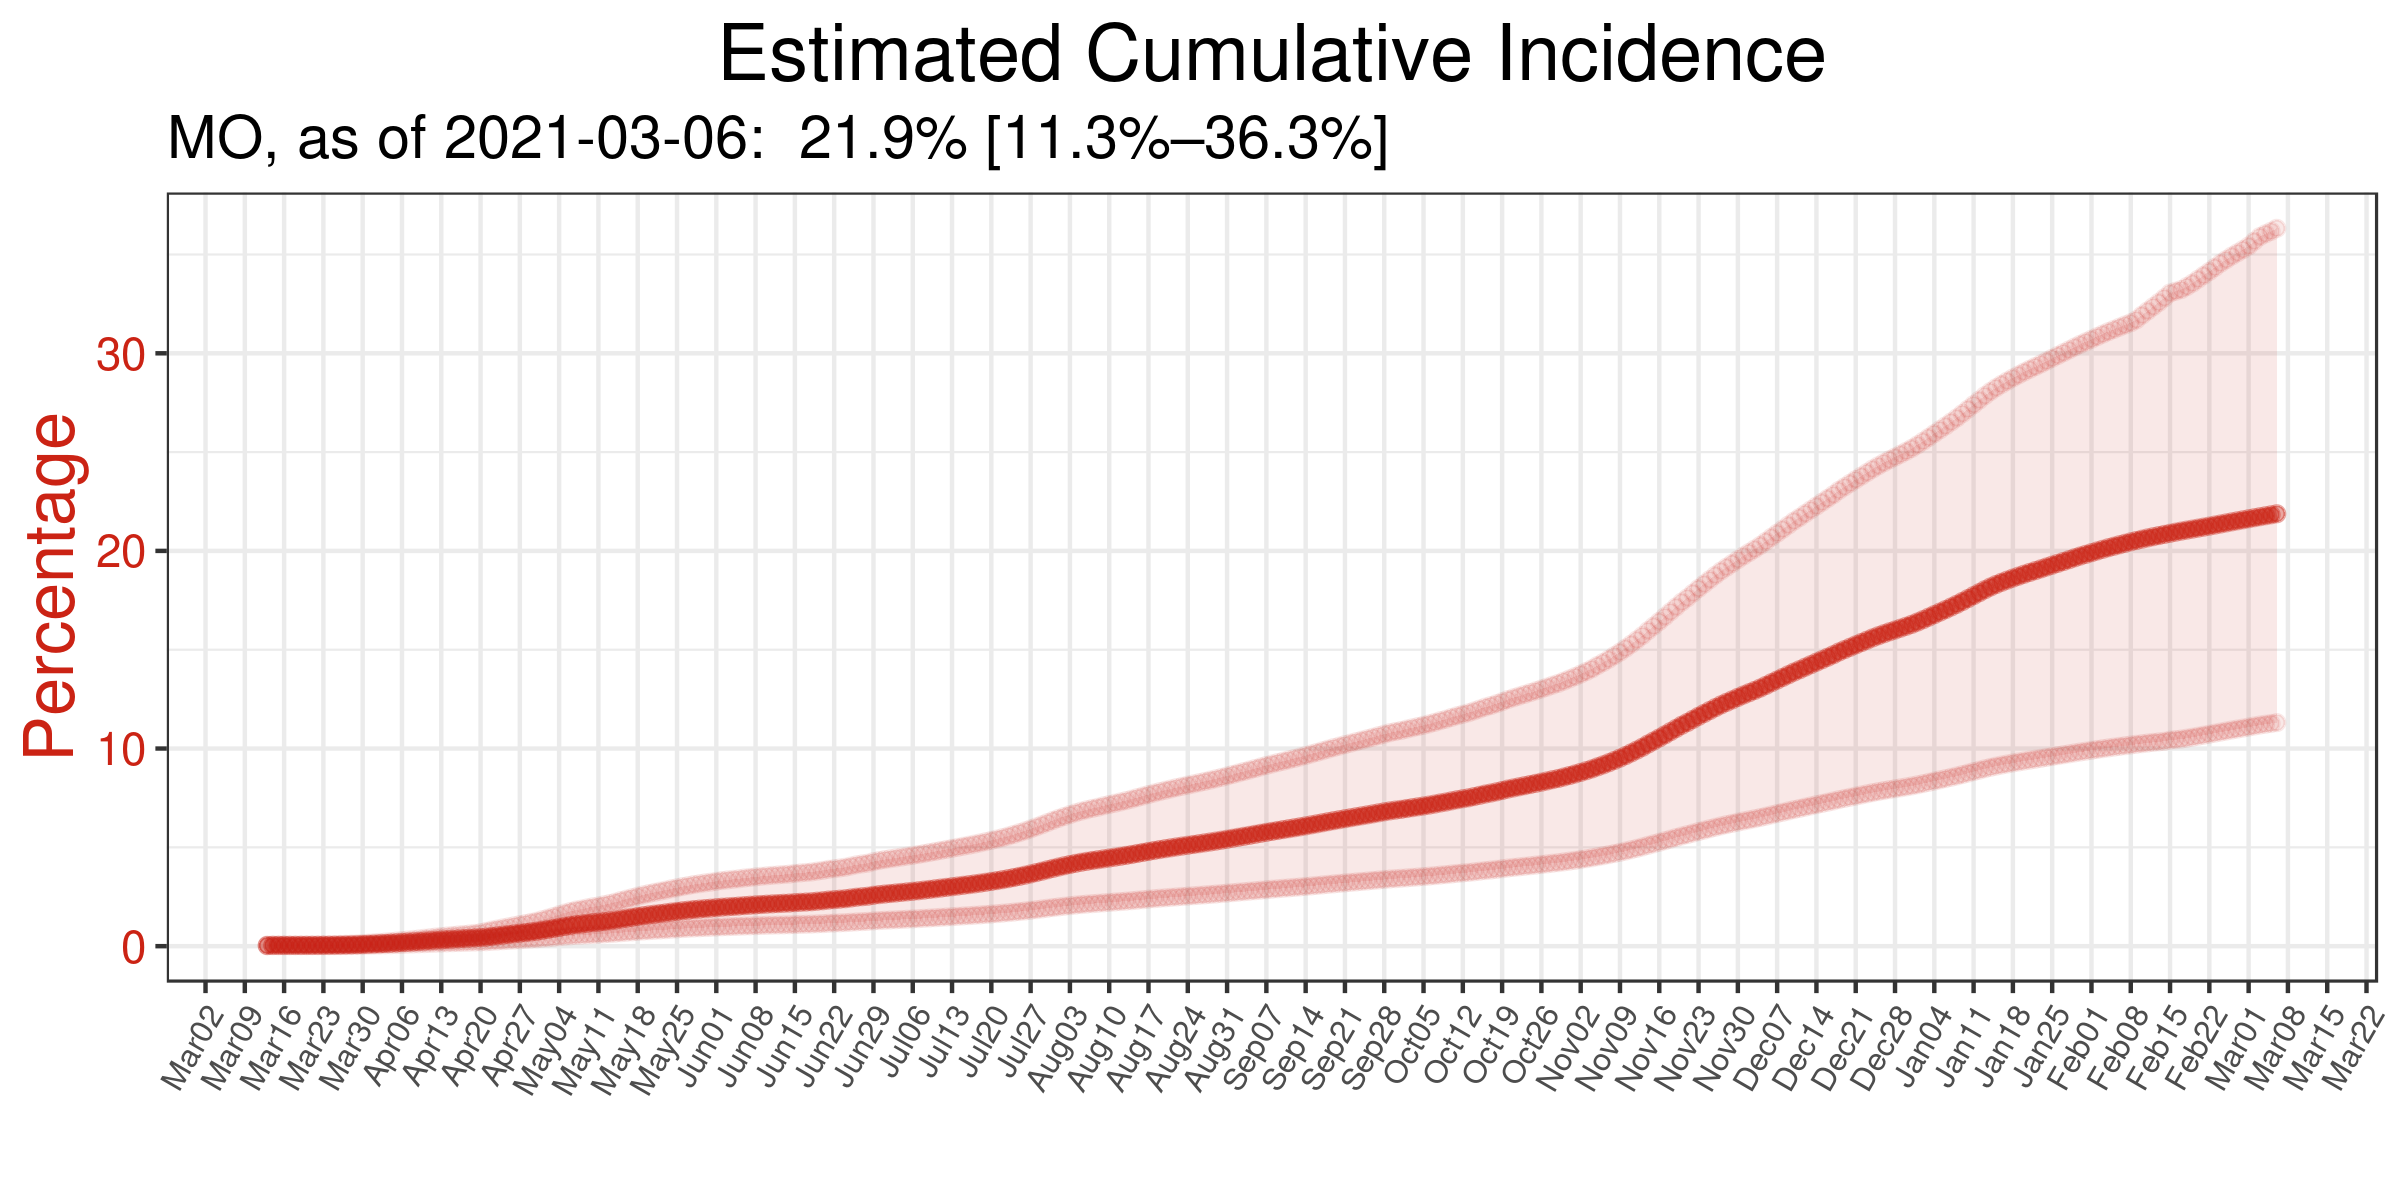 Estimated Cumulative Incidence
MO, as of 2021-03-06:  21.9% [11.3%–36.3%]
Percentage
30
20
10
0
Mar02
Mar09
Mar16
Mar23
Mar30
Apr06
Apr13
Apr20
Apr27
May04
May11
May18
May25
Jun01
Jun08
Jun15
Jun22
Jun29
Jul06
Jul13
Jul20
Jul27
Aug03
Aug10
Aug17
Aug24
Aug31
Sep07
Sep14
Sep21
Sep28
Oct05
Oct12
Oct19
Oct26
Nov02
Nov09
Nov16
Nov23
Nov30
Dec07
Dec14
Dec21
Dec28
Jan04
Jan11
Jan18
Jan25
Feb01
Feb08
Feb15
Feb22
Mar01
Mar08
Mar15
Mar22